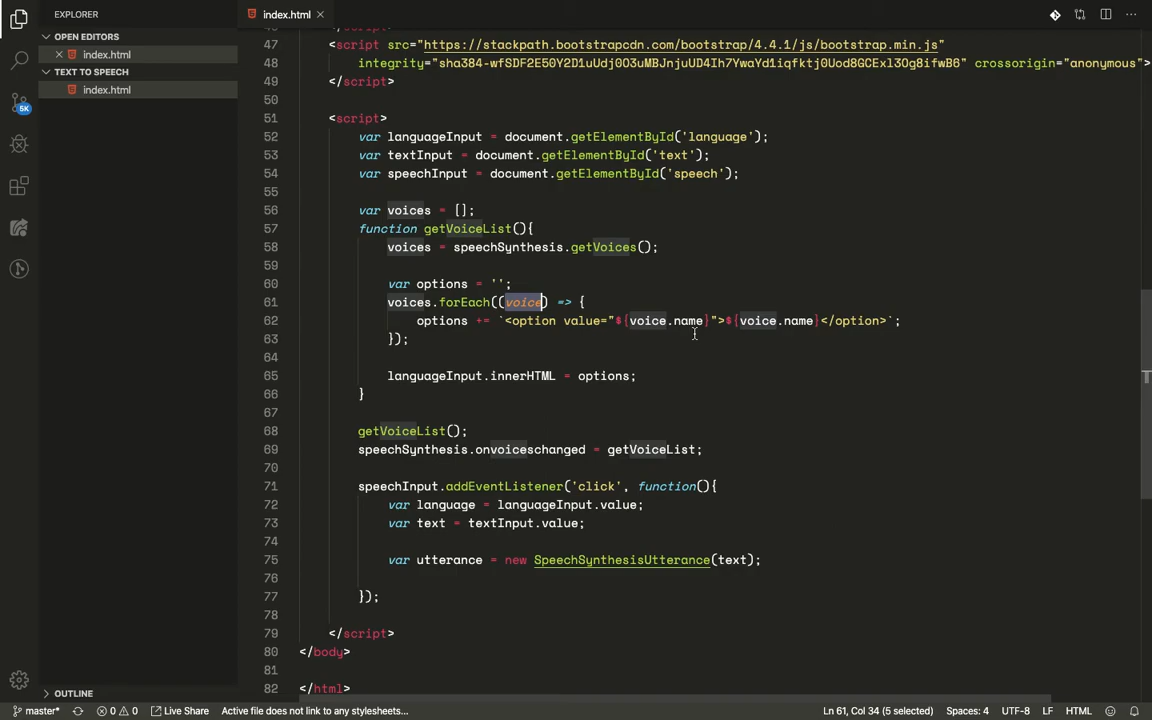 EXPLORER
index.html
OPEN EDITORS
index.html
TEXT TO SPEECH
index.html
5K
47 <script src="https://stackpath.bootstrapcdn.com/bootstrap/4.4.1/js/bootstrap.min.js"
48 integrity="sha384-wfSDF2E50Y2D1uUdj0O3uMBJnjuUD4Ih7YwaYd1iqfktj0Uod8GCExl3Og8ifwB6" crossorigin="anonymous">
49 </script>
50
51 <script>
52 var languageInput = document.getElementById('language');
53 var textInput = document.getElementById('text');
54 var speechInput = document.getElementById('speech');
55
56 var voices = [];
57 function getVoiceList(){
58 voices = speechSynthesis.getVoices();
59
60 var options = '';
61 voices.forEach((voice) => {
62 options += `<option value="${voice.name}">${voice.name}</option>`;
63 });
64
65 languageInput.innerHTML = options;
66 }
67
68 getVoiceList();
69 speechSynthesis.onvoiceschanged = getVoiceList;
70
71 speechInput.addEventListener('click', function(){
72 var language = languageInput.value;
73 var text = textInput.value;
74
75 var utterance = new SpeechSynthesisUtterance(text);
76
77 });
78
79 </script>
80 </body>
81
82 </html>
OUTLINE
master* 0 0 Live Share Active file does not link to any stylesheets... Ln 61, Col 34 (5 selected) Spaces: 4 UTF-8 LF HTML